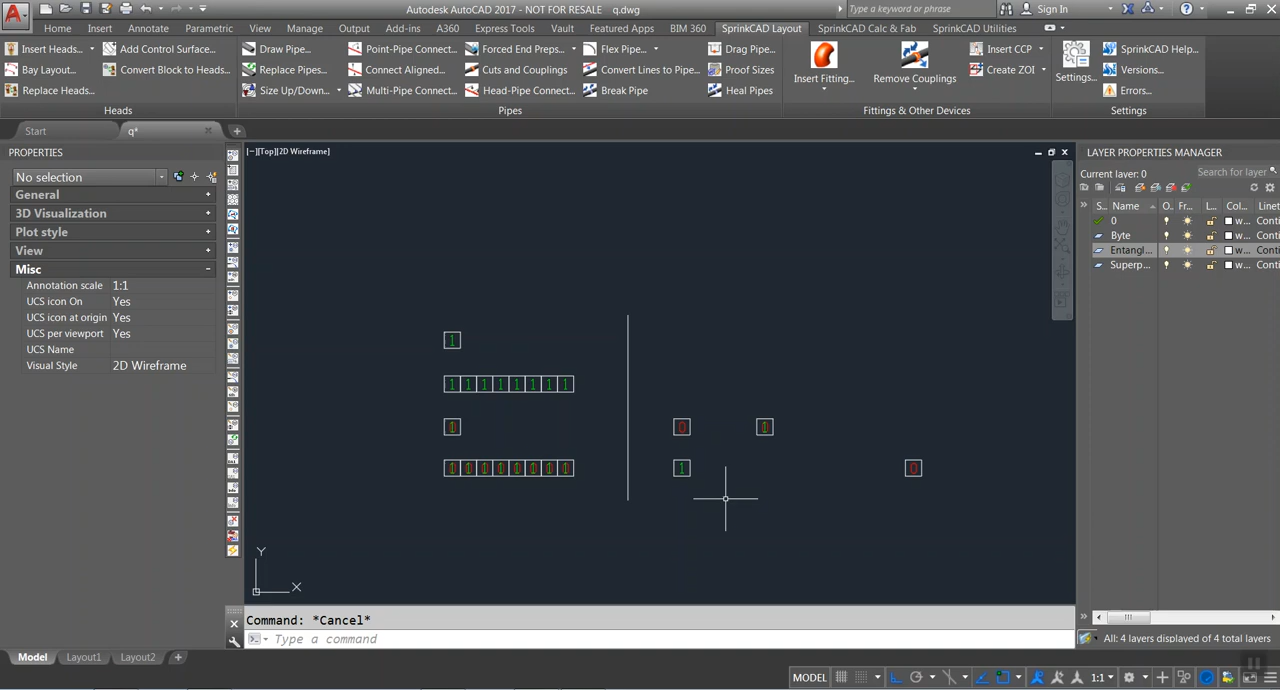 Autodesk AutoCAD 2017 - NOT FOR RESALE q.dwg
Type a keyword or phrase
Sign In
Home Insert Annotate Parametric View Manage Output Add-ins A360 Express Tools Vault Featured Apps BIM 360 SprinkCAD Layout SprinkCAD Calc & Fab SprinkCAD Utilities
Insert Heads...
Add Control Surface...
Draw Pipe...
Point-Pipe Connect...
Forced End Preps...
Flex Pipe...
Drag Pipe...
Insert CCP
SprinkCAD Help...
Bay Layout...
Convert Block to Heads...
Replace Pipes...
Connect Aligned...
Cuts and Couplings
Convert Lines to Pipe...
Proof Sizes
Insert Fitting...
Remove Couplings
Create ZOI
Settings...
Versions...
Replace Heads...
Size Up/Down...
Multi-Pipe Connect...
Head-Pipe Connect...
Break Pipe
Heal Pipes
Errors...
Heads
Pipes
Fittings & Other Devices
Settings
Start
q*
PROPERTIES
No selection
General
3D Visualization
Plot style
View
Misc
Annotation scale 1:1
UCS icon On Yes
UCS icon at origin Yes
UCS per viewport Yes
UCS Name
Visual Style 2D Wireframe
[−][Top][2D Wireframe]
1
1 1 1 1 1 1 1 1
0
1
0
Y
X
LAYER PROPERTIES MANAGER
Current layer: 0
Search for layer
S... Name O. Fr... L... Col... Linet
0 w... Conti
Byte w... Conti
Entangl... w... Conti
Superp... w... Conti
All: 4 layers displayed of 4 total layers
Command: *Cancel*
Type a command
Model Layout1 Layout2 +
MODEL
1:1